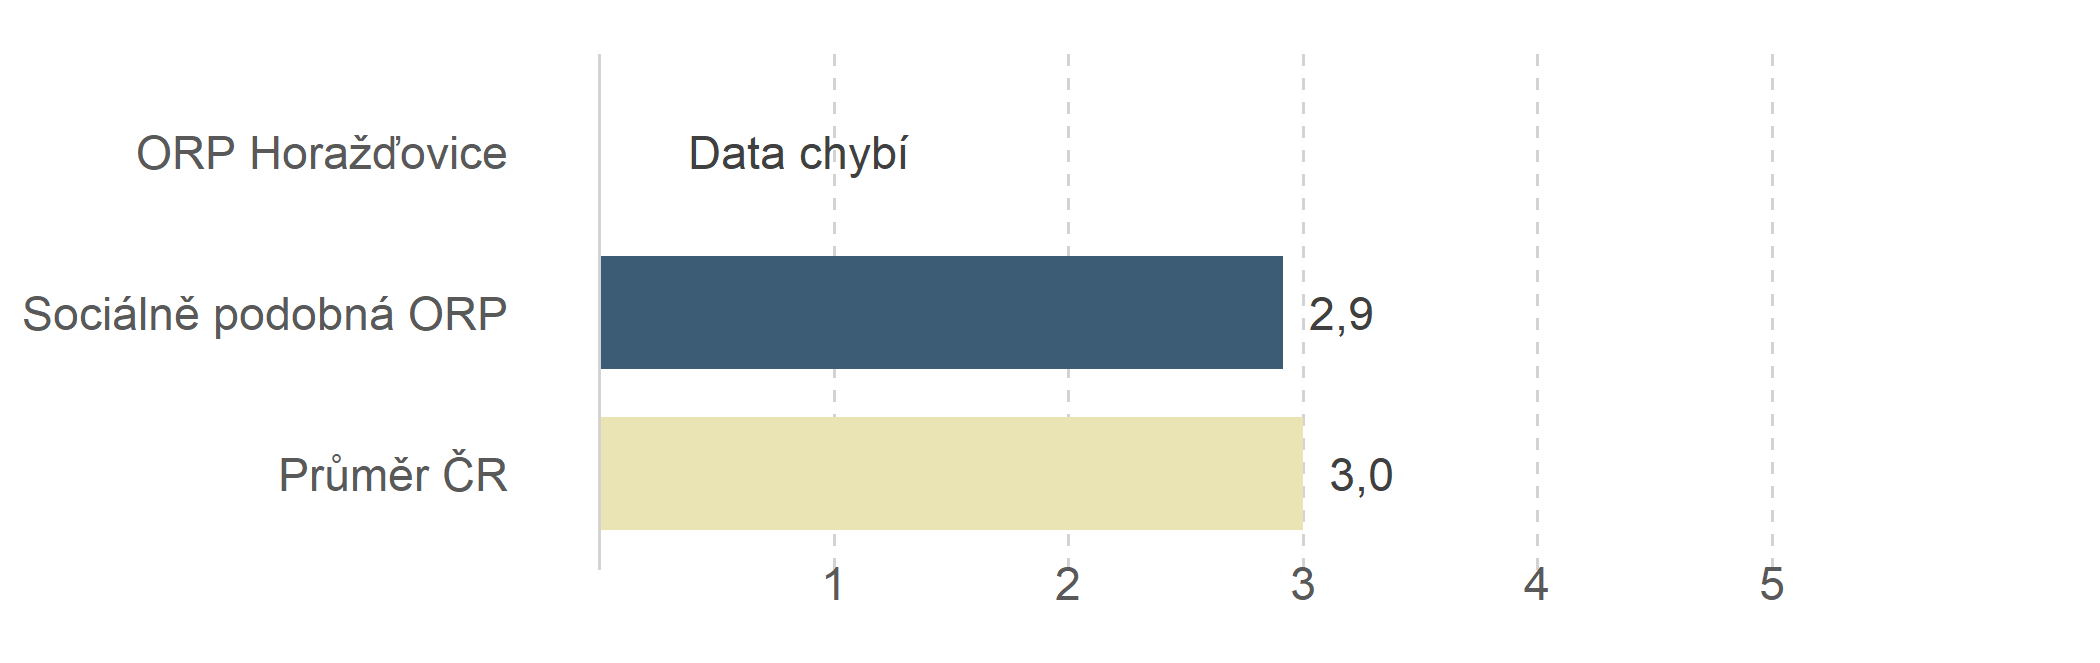 ORP Horažďovice
Data chybí
Sociálně podobná ORP
2,9
Průměr ČR
3,0
1
2
3
4
5